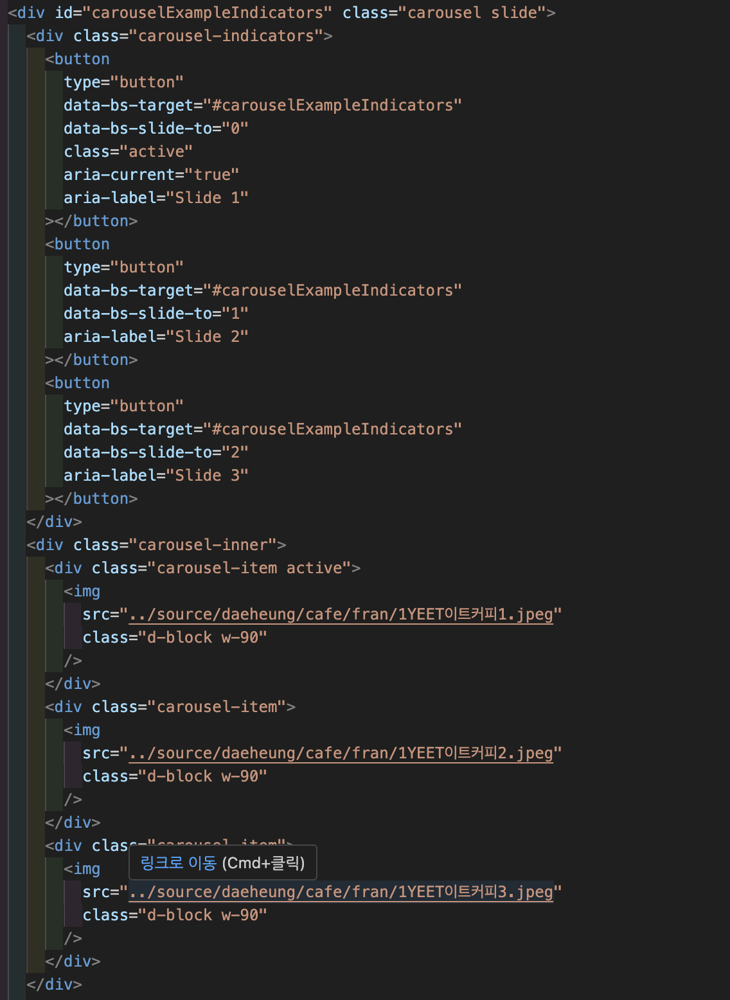 <div id="carouselExampleIndicators" class="carousel slide">
<div class="carousel-indicators">
<button
type="button"
data-bs-target="#carouselExampleIndicators"
data-bs-slide-to="0"
class="active"
aria-current="true"
aria-label="Slide 1"
></button>
<button
type="button"
data-bs-target="#carouselExampleIndicators"
data-bs-slide-to="1"
aria-label="Slide 2"
></button>
<button
type="button"
data-bs-target="#carouselExampleIndicators"
data-bs-slide-to="2"
aria-label="Slide 3"
></button>
</div>
<div class="carousel-inner">
<div class="carousel-item active">
<img
src="../source/daeheung/cafe/fran/1YEET이트커피1.jpeg"
class="d-block w-90"
/>
</div>
<div class="carousel-item">
<img
src="../source/daeheung/cafe/fran/1YEET이트커피2.jpeg"
class="d-block w-90"
/>
</div>
<div class="carousel-item">
링크로 이동 (Cmd+클릭)
<img
src="../source/daeheung/cafe/fran/1YEET이트커피3.jpeg"
class="d-block w-90"
/>
</div>
</div>